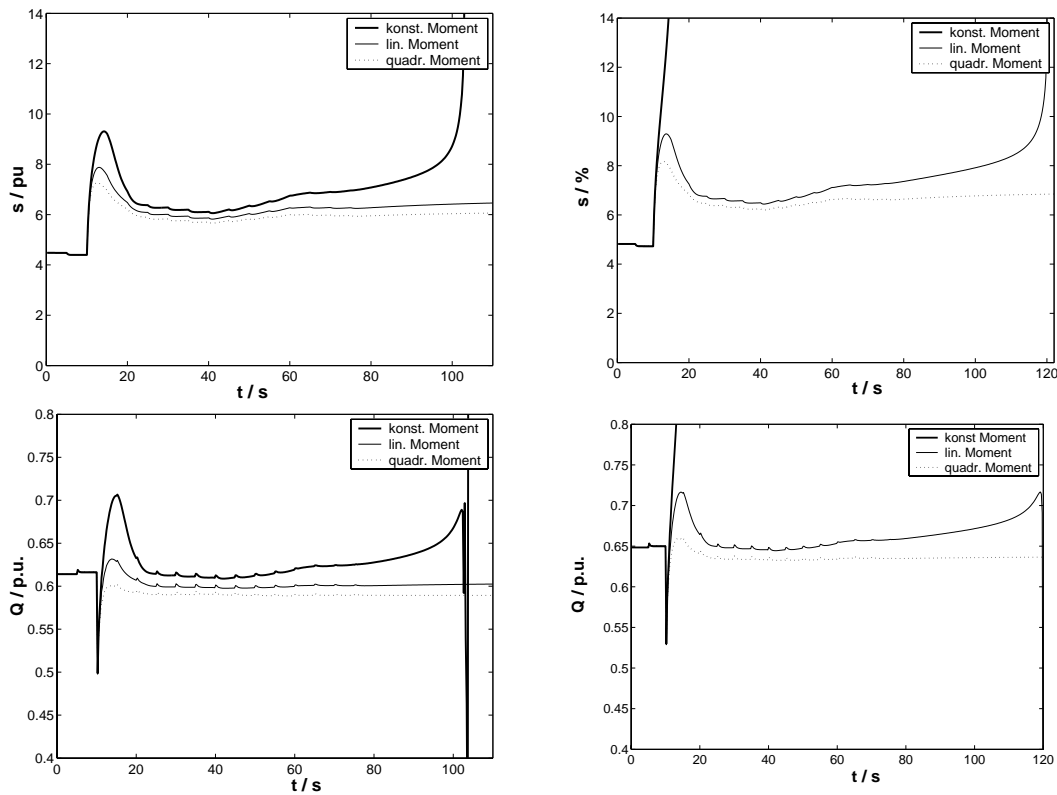 14
12
10
8
6
4
2
0
s / pu
0 20 40 60 80 100
t / s
konst. Moment
lin. Moment
quadr. Moment
14
12
10
8
6
4
2
0
s / %
0 20 40 60 80 100 120
t / s
konst. Moment
lin. Moment
quadr. Moment
0.8
0.75
0.7
0.65
0.6
0.55
0.5
0.45
0.4
Q / p.u.
0 20 40 60 80 100
t / s
konst. Moment
lin. Moment
quadr. Moment
0.8
0.75
0.7
0.65
0.6
0.55
0.5
0.45
0.4
Q / p.u.
0 20 40 60 80 100 120
t / s
konst Moment
lin. Moment
quadr. Moment